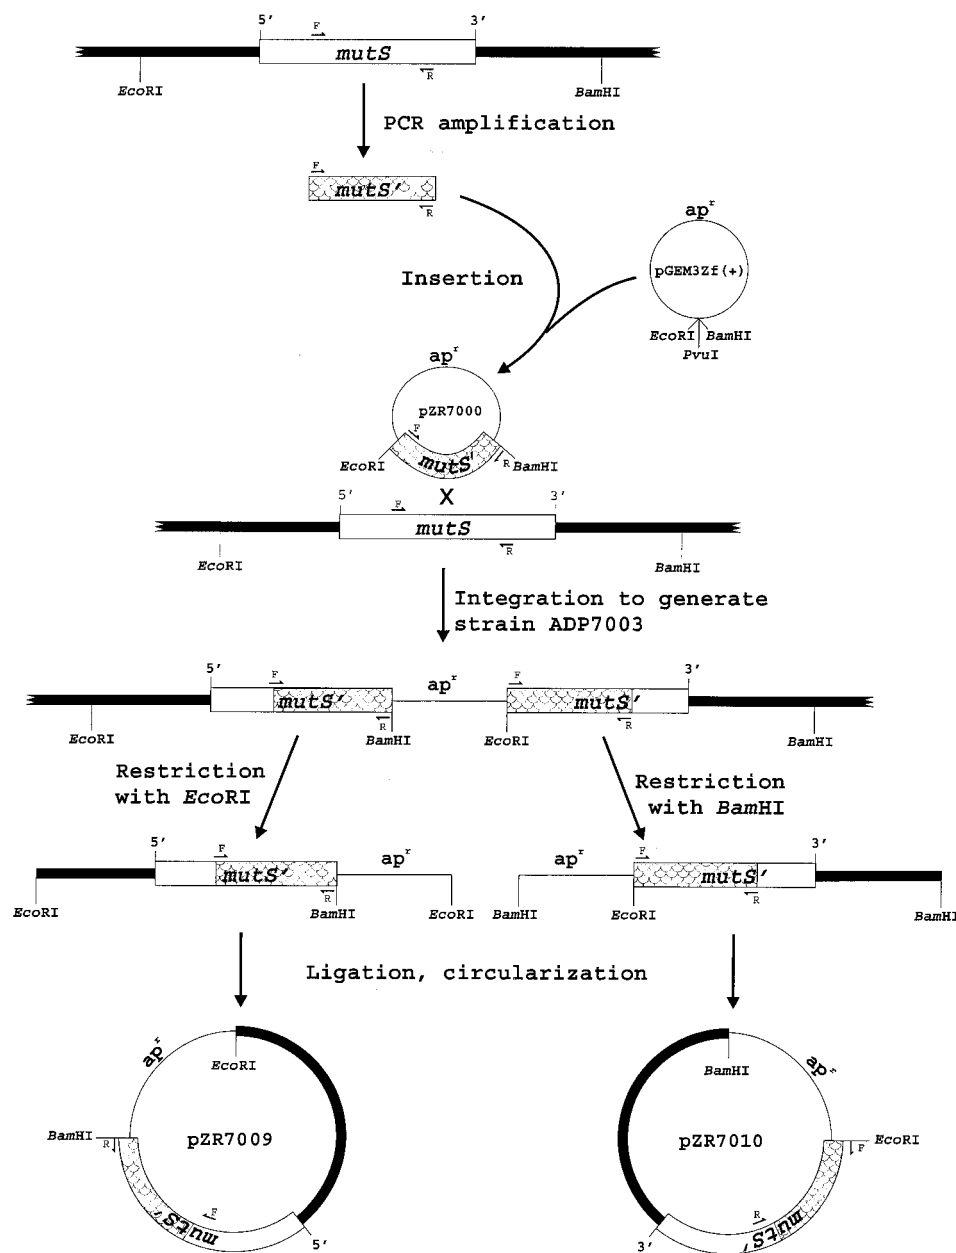 5' 3'
F
mutS
R
EcoRI BamHI
PCR amplification
F
mutS'
R
ap^r
pGEM3Zf(+)
Insertion
EcoRI BamHI
PvuI
ap^r
pZR7000
F
mutS'
R
EcoRI BamHI
X
5' 3'
F
mutS
R
EcoRI BamHI
Integration to generate
strain ADP7003
5' 3'
F ap^r F
mutS' mutS'
R R
EcoRI BamHI EcoRI BamHI
Restriction
with EcoRI
Restriction
with BamHI
5' F ap^r ap^r F 3'
mutS' mutS'
R R
EcoRI BamHI EcoRI BamHI EcoRI BamHI
Ligation, circularization
ap^r EcoRI BamHI ap^r
BamHI R pZR7009 pZR7010 F EcoRI
F R
mutS' 5' 3' mutS'